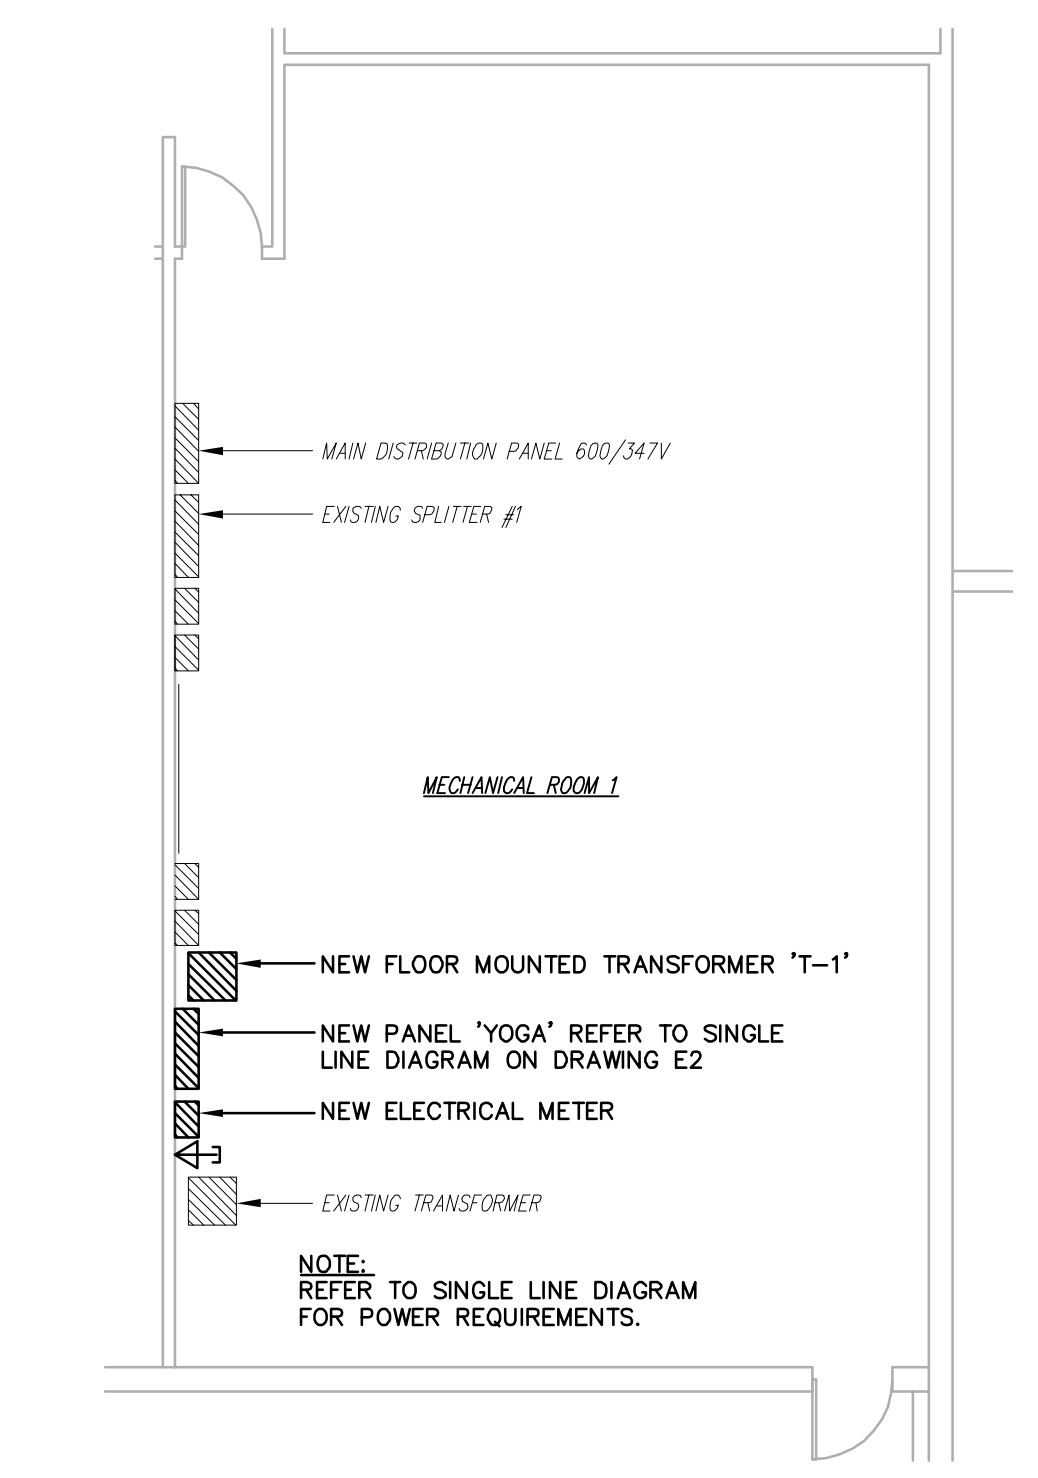 MAIN DISTRIBUTION PANEL 600/347V
EXISTING SPLITTER #1
MECHANICAL ROOM 1
NEW FLOOR MOUNTED TRANSFORMER 'T-1'
NEW PANEL 'YOGA' REFER TO SINGLE
LINE DIAGRAM ON DRAWING E2
NEW ELECTRICAL METER
EXISTING TRANSFORMER
NOTE:
REFER TO SINGLE LINE DIAGRAM
FOR POWER REQUIREMENTS.